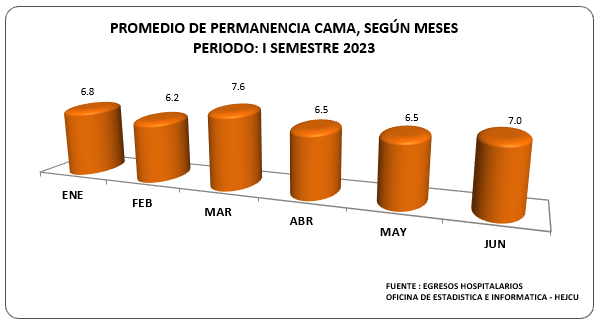 PROMEDIO DE PERMANENCIA CAMA, SEGÚN MESES
PERIODO: I SEMESTRE 2023
6.8
6.2
7.6
6.5
6.5
7.0
ENE
FEB
MAR
ABR
MAY
JUN
FUENTE : EGRESOS HOSPITALARIOS
OFICINA DE ESTADISTICA E INFORMATICA - HEJCU